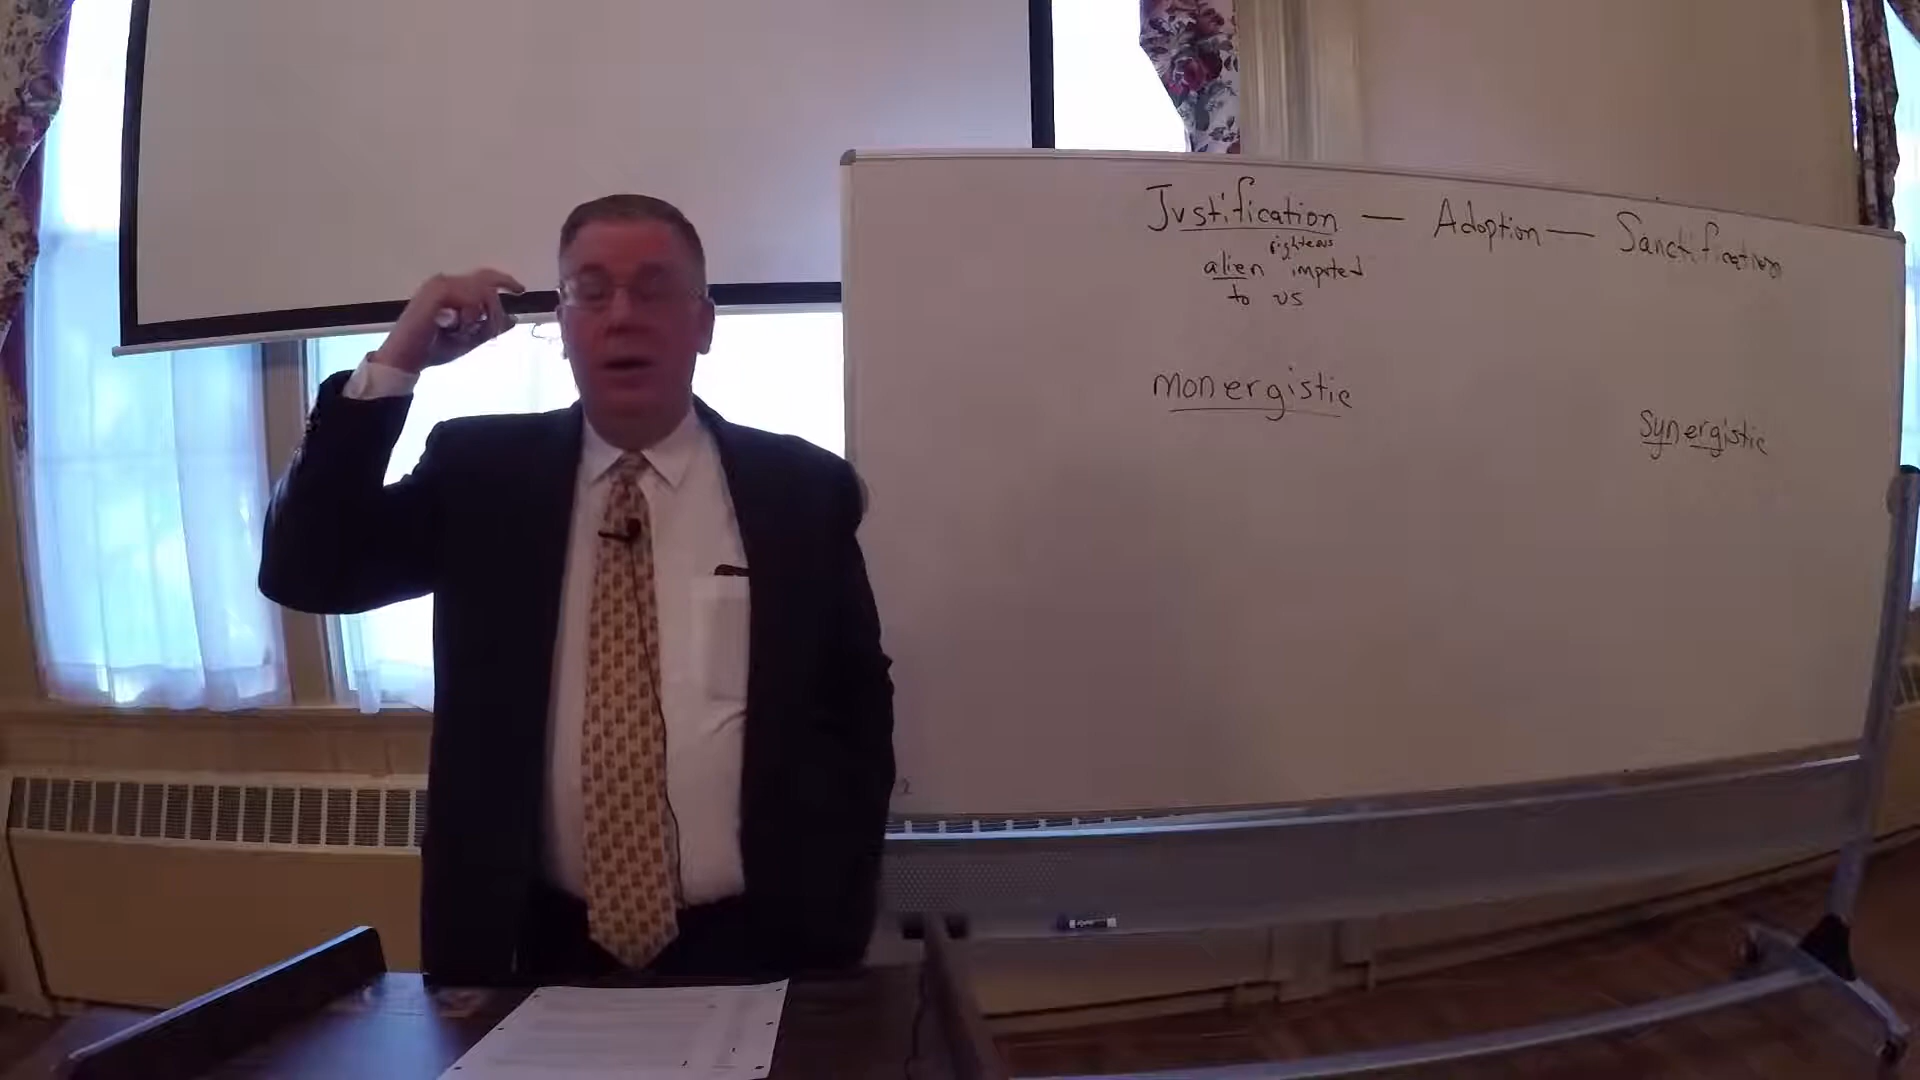 Justification — Adoption — Sanctification
righteous
alien imputed
to us
monergistic
synergistic